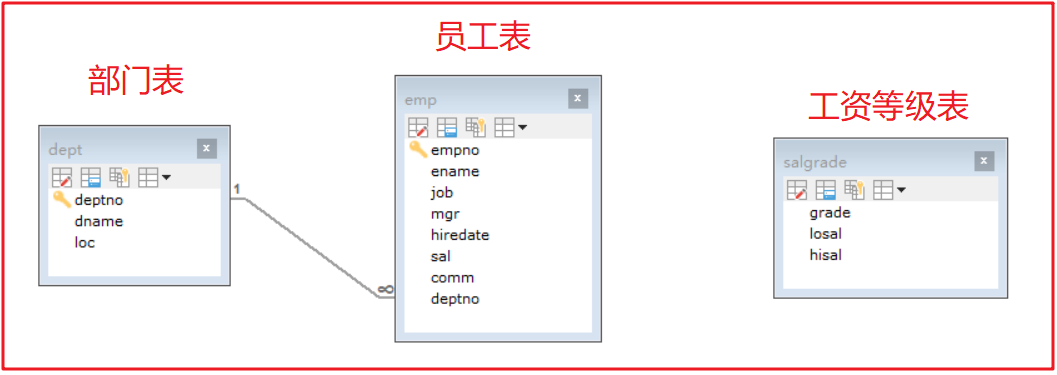 部门表
dept
deptno
dname
loc
1
∞
员工表
emp
empno
ename
job
mgr
hiredate
sal
comm
deptno
工资等级表
salgrade
grade
losal
hisal